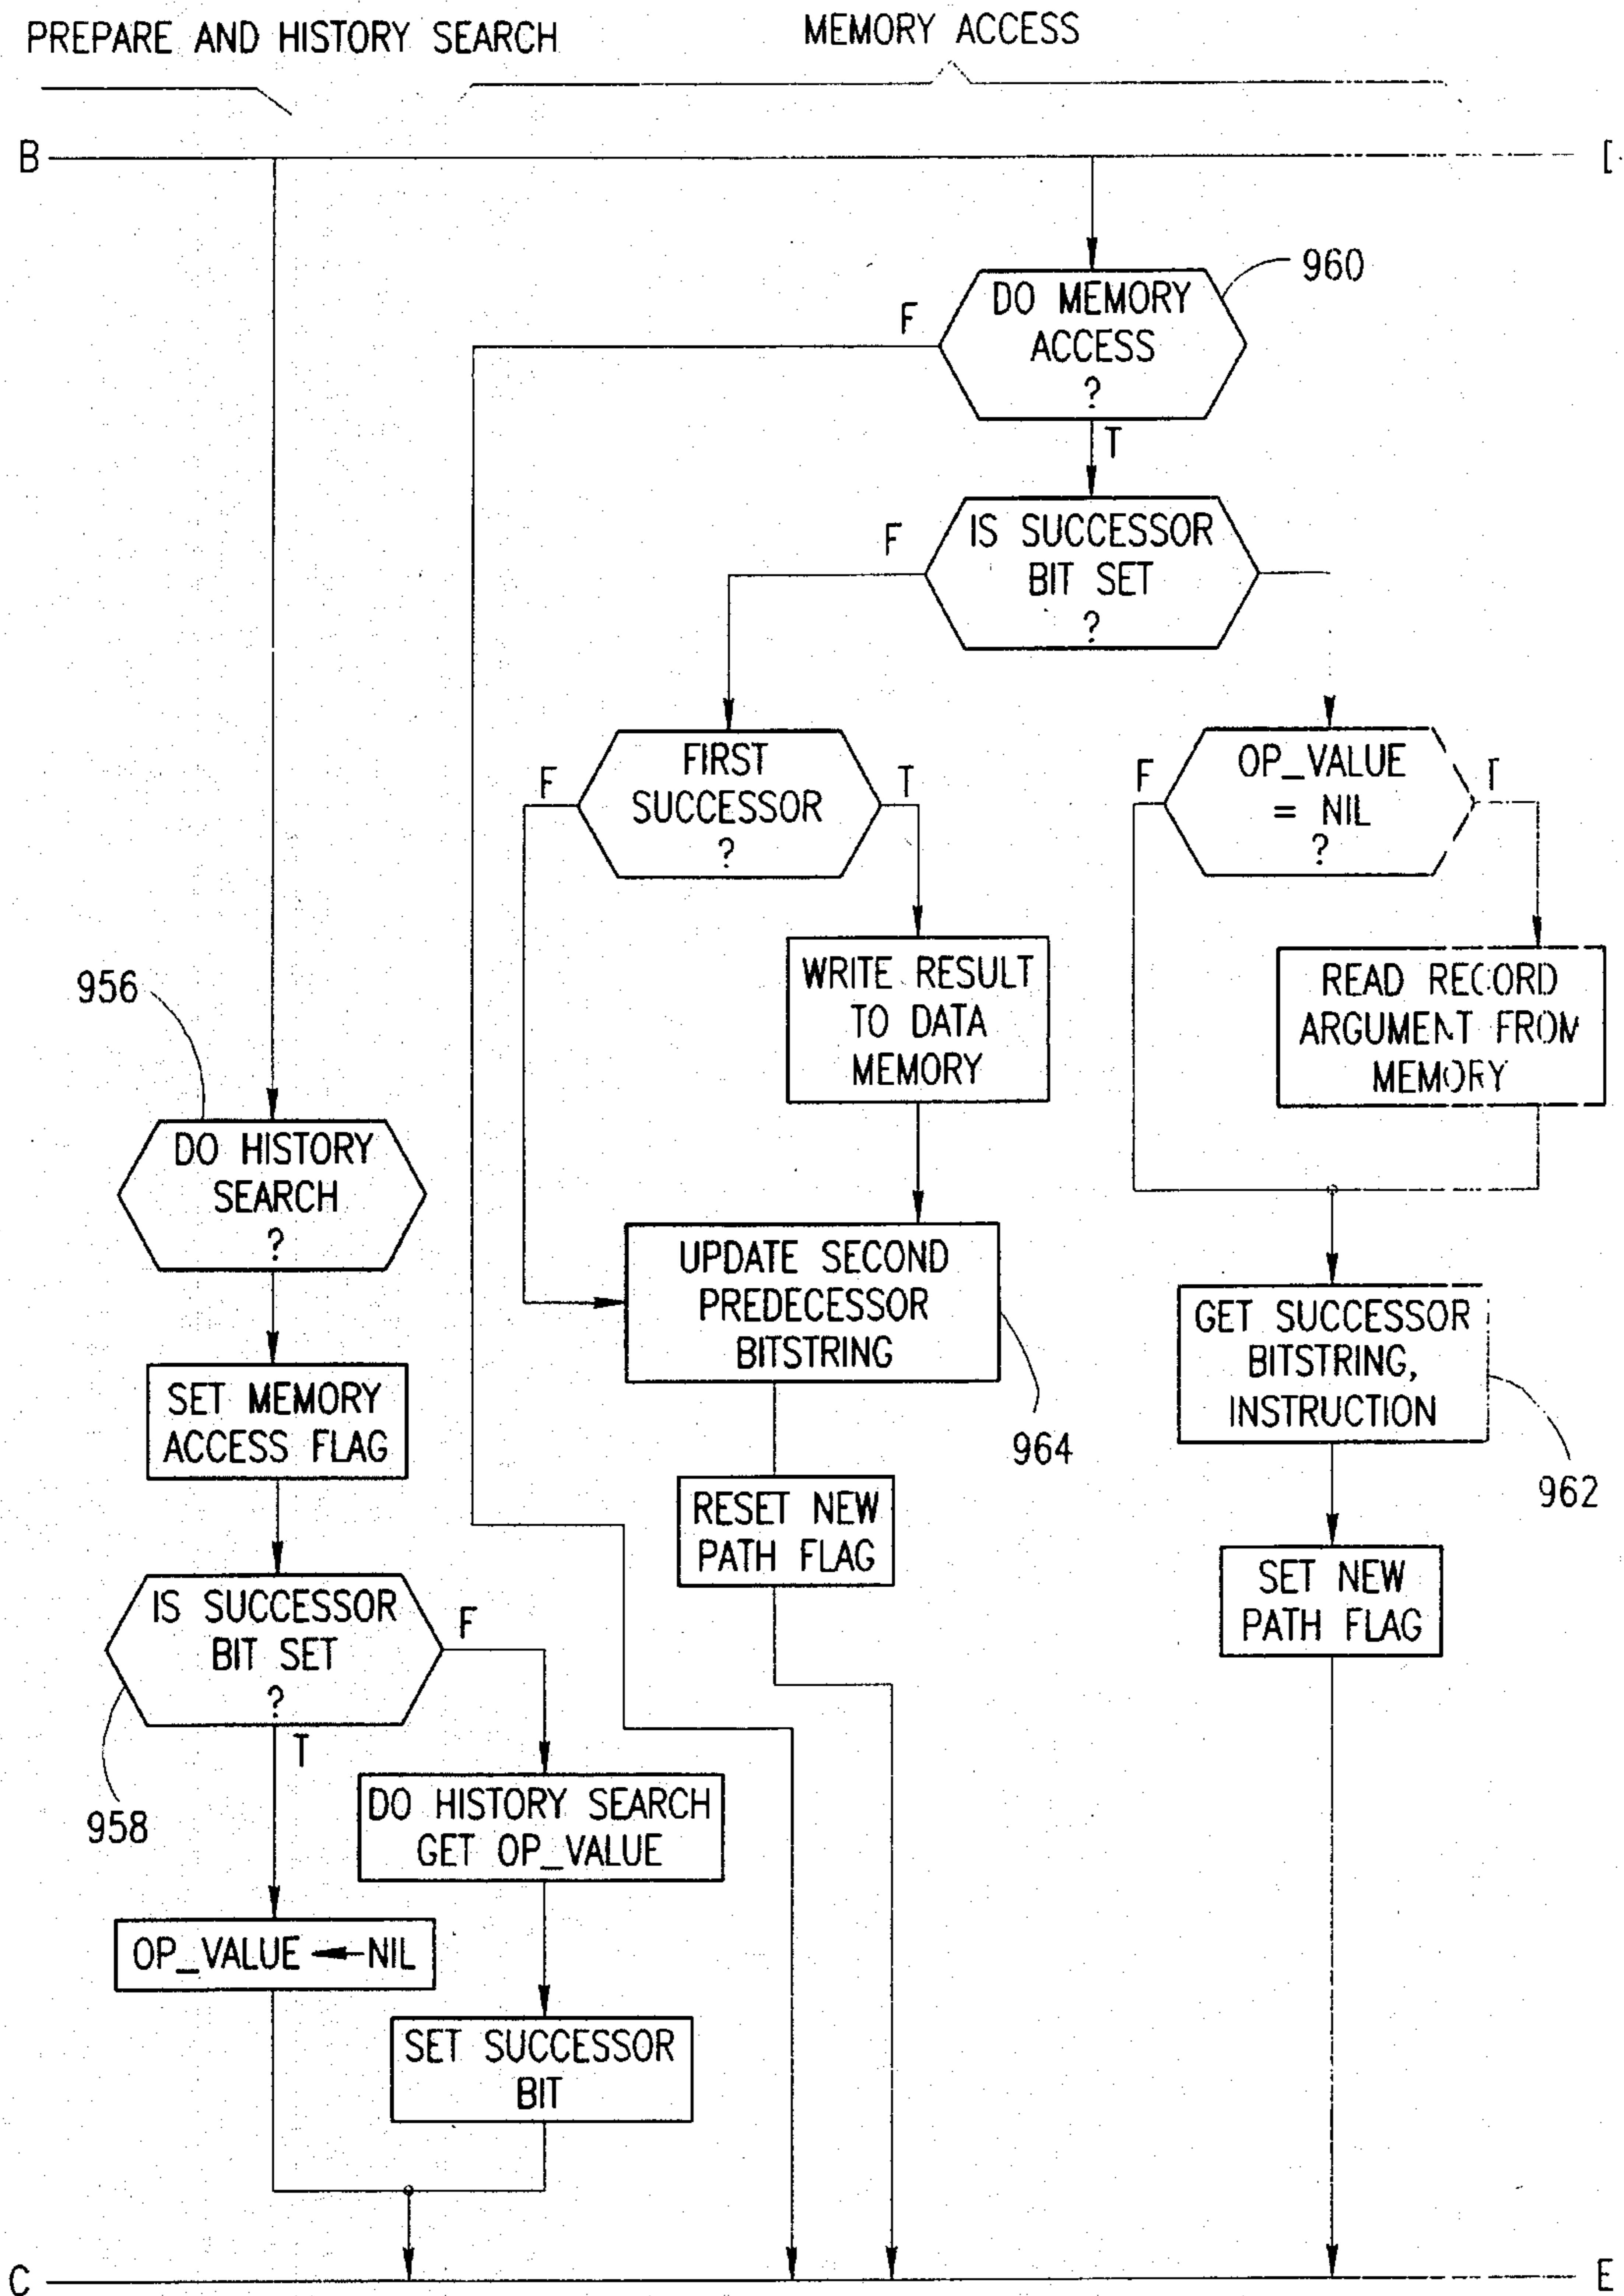 PREPARE AND HISTORY SEARCH
MEMORY ACCESS
B
960
DO MEMORY
ACCESS
?
F
T
IS SUCCESSOR
BIT SET
?
F
FIRST
SUCCESSOR
?
F
T
OP_VALUE
= NIL
?
F
T
WRITE RESULT
TO DATA
MEMORY
READ RECORD
ARGUMENT FROM
MEMORY
956
DO HISTORY
SEARCH
?
UPDATE SECOND
PREDECESSOR
BITSTRING
964
GET SUCCESSOR
BITSTRING,
INSTRUCTION
962
SET MEMORY
ACCESS FLAG
RESET NEW
PATH FLAG
SET NEW
PATH FLAG
IS SUCCESSOR
BIT SET
?
F
T
958
DO HISTORY SEARCH
GET OP_VALUE
OP_VALUE ← NIL
SET SUCCESSOR
BIT
C
E